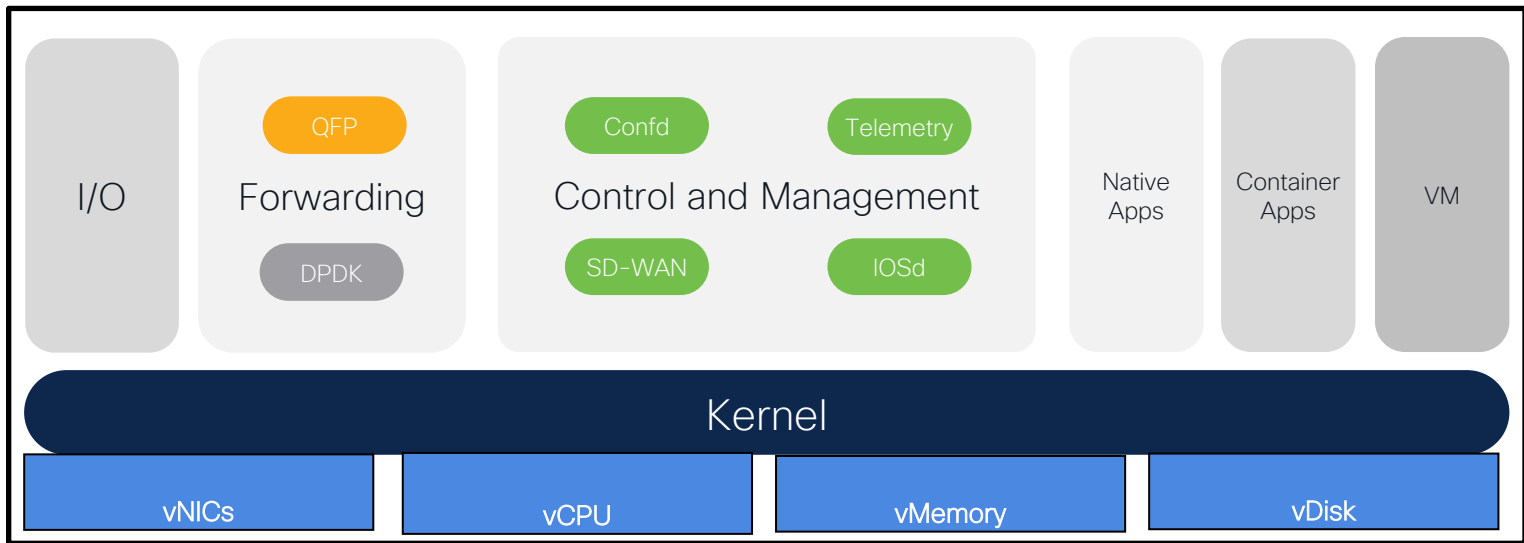 I/O
QFP
Forwarding
DPDK
Confd
Telemetry
Control and Management
SD-WAN
IOSd
Native
Apps
Container
Apps
VM
Kernel
vNICs
vCPU
vMemory
vDisk